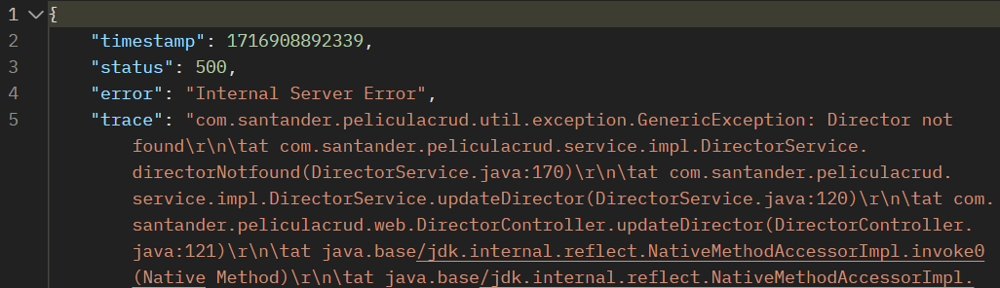 1 {
2 "timestamp": 1716908892339,
3 "status": 500,
4 "error": "Internal Server Error",
5 "trace": "com.santander.peliculacrud.util.exception.GenericException: Director not
found\r\n\tat com.santander.peliculacrud.service.impl.DirectorService.
directorNotfound(DirectorService.java:170)\r\n\tat com.santander.peliculacrud.
service.impl.DirectorService.updateDirector(DirectorService.java:120)\r\n\tat com.
santander.peliculacrud.web.DirectorController.updateDirector(DirectorController.
java:121)\r\n\tat java.base/jdk.internal.reflect.NativeMethodAccessorImpl.invoke0
(Native Method)\r\n\tat java.base/jdk.internal.reflect.NativeMethodAccessorImpl.